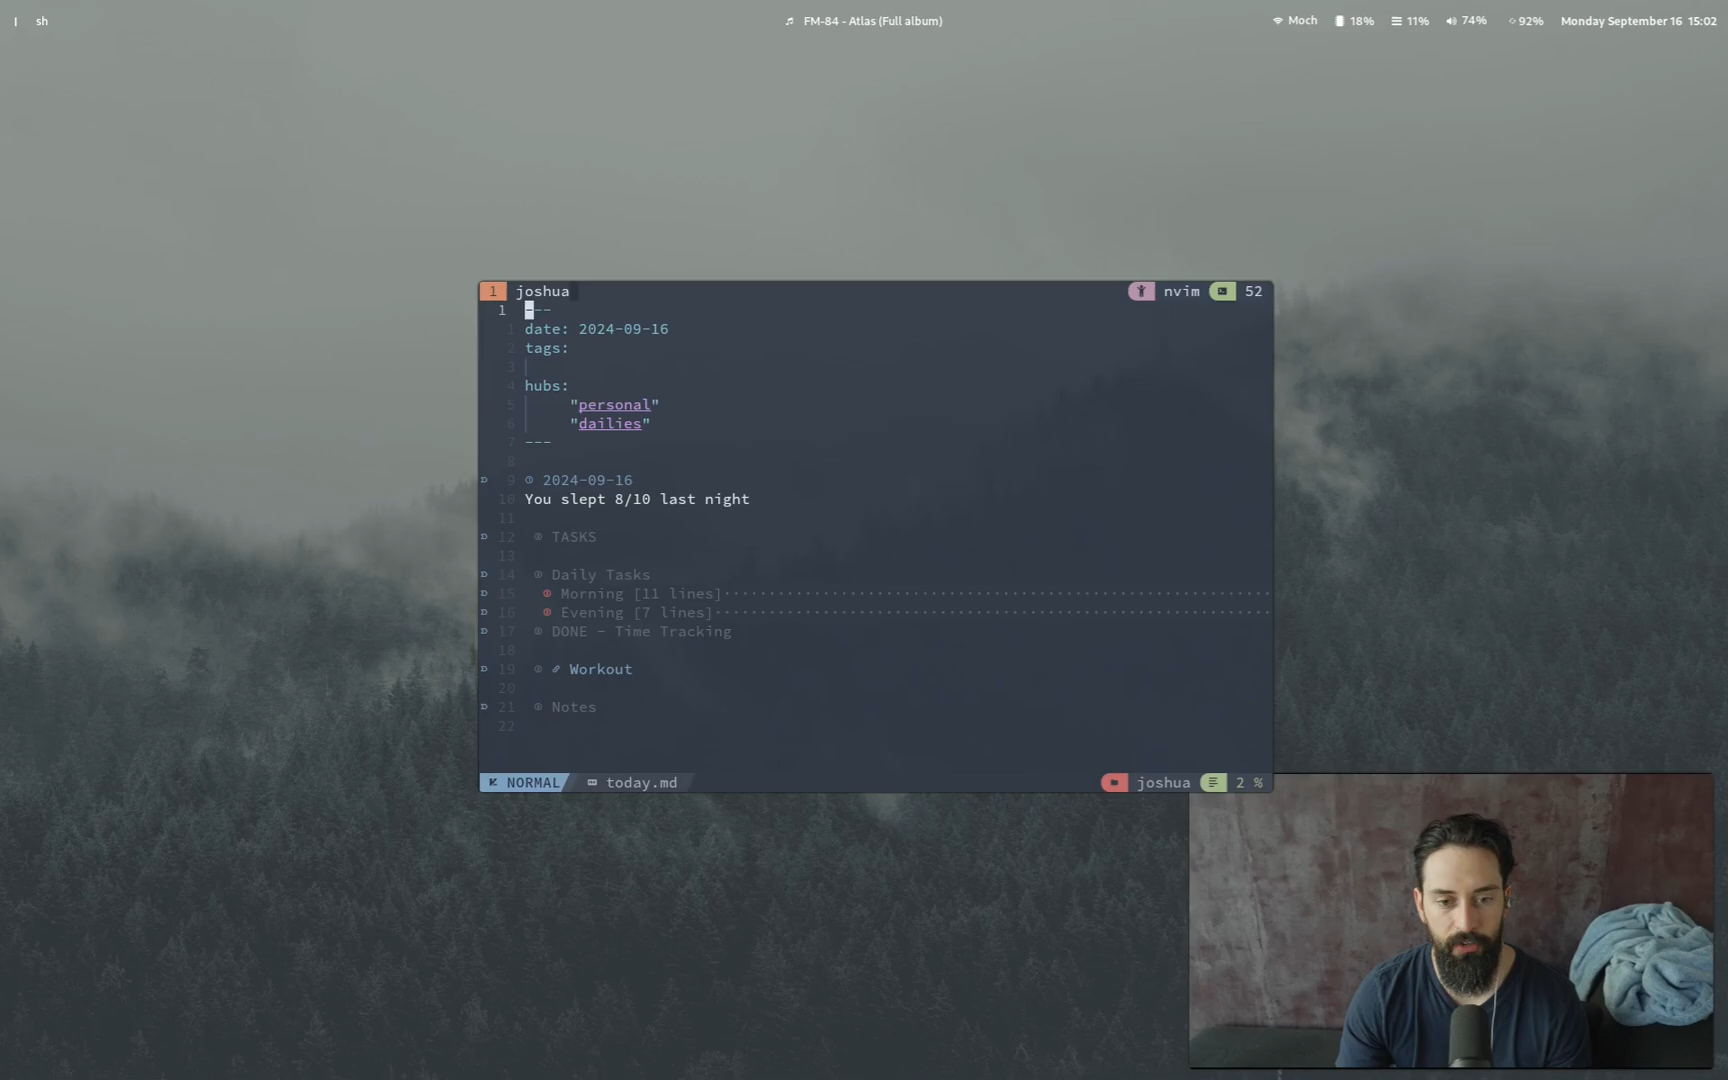 sh
FM-84 - Atlas (Full album)
Moch 18% 11% 74% 92% Monday September 16 15:02
1 joshua nvim 52
1 ---
1 date: 2024-09-16
2 tags:
3
4 hubs:
5 "personal"
6 "dailies"
7 ---
8
9 2024-09-16
10 You slept 8/10 last night
11
12 TASKS
13
14 Daily Tasks
15 Morning [11 lines]
16 Evening [7 lines]
17 DONE - Time Tracking
18
19 Workout
20
21 Notes
22
NORMAL today.md joshua 2 %